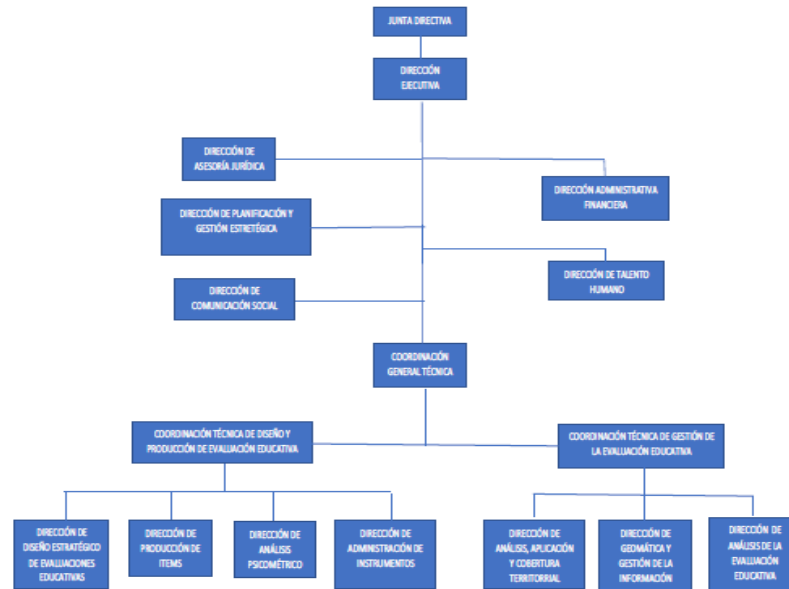 JUNTA DIRECTIVA
DIRECCIÓN
EJECUTIVA
DIRECCIÓN DE
ASESORÍA JURÍDICA
DIRECCIÓN ADMINISTRATIVA
FINANCIERA
DIRECCIÓN DE PLANIFICACIÓN Y
GESTIÓN ESTRETÉGICA
DIRECCIÓN DE TALENTO
HUMANO
DIRECCIÓN DE
COMUNICACIÓN SOCIAL
COORDINACIÓN
GENERAL TÉCNICA
COORDINACIÓN TÉCNICA DE DISEÑO Y
PRODUCCIÓN DE EVALUACIÓN EDUCATIVA
COORDINACIÓN TÉCNICA DE GESTIÓN DE
LA EVALUACIÓN EDUCATIVA
DIRECCIÓN DE
DISEÑO ESTRATÉGICO
DE EVALUACIONES
EDUCATIVAS
DIRECCIÓN DE
PRODUCCIÓN DE
ITEMS
DIRECCIÓN DE
ANÁLISIS
PSICOMÉTRICO
DIRECCIÓN DE
ADMINISTRACIÓN DE
INSTRUMENTOS
DIRECCIÓN DE
ANÁLISIS, APLICACIÓN
Y COBERTURA
TERRITORRIAL
DIRECCIÓN DE
GEOMÁTICA Y
GESTIÓN DE LA
INFORMACIÓN
DIRECCIÓN DE
ANÁLISIS DE LA
EVALUACIÓN
EDUCATIVA